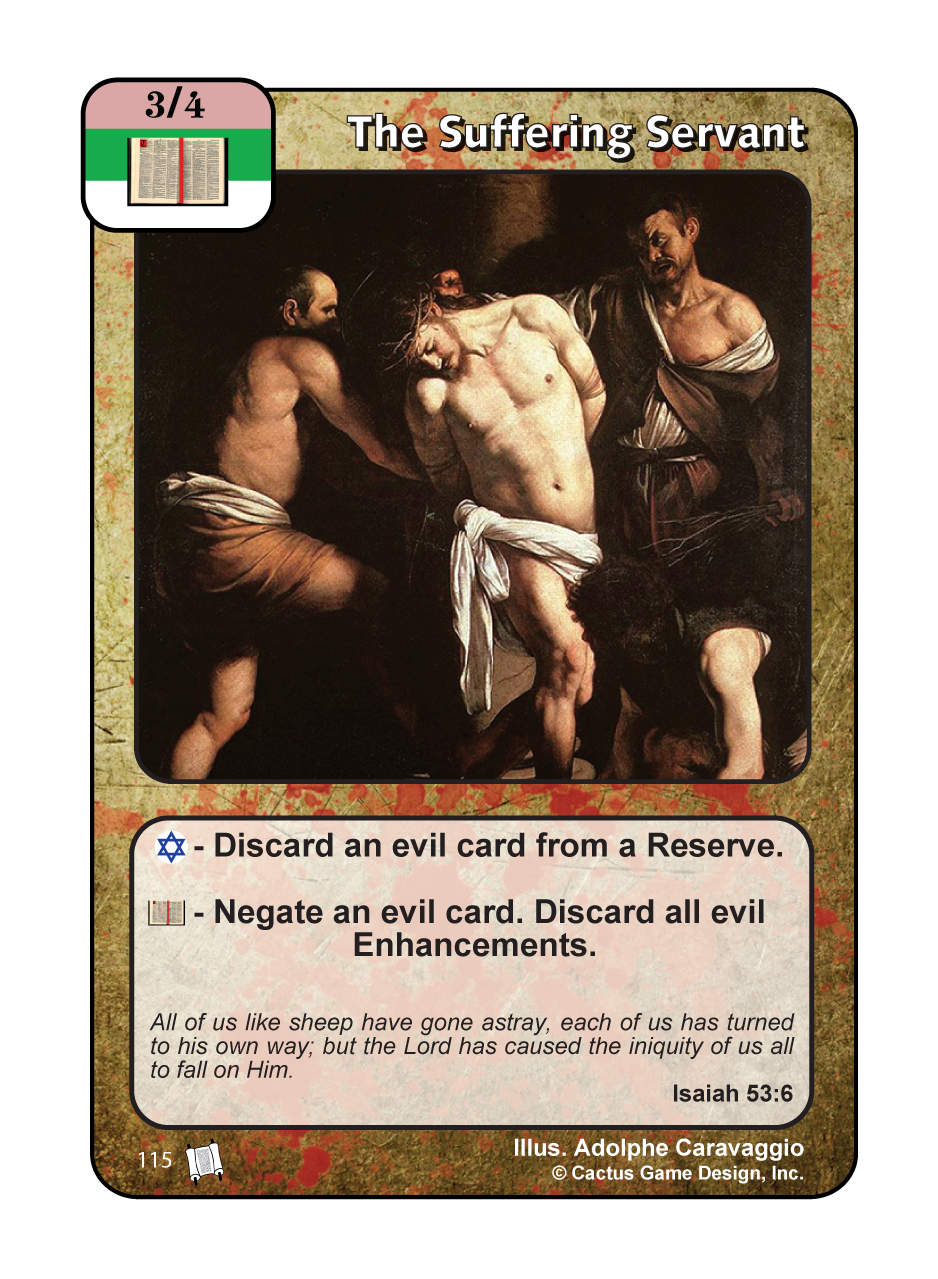 3/4
The Suffering Servant
- Discard an evil card from a Reserve.
- Negate an evil card. Discard all evil
Enhancements.
All of us like sheep have gone astray, each of us has turned
to his own way; but the Lord has caused the iniquity of us all
to fall on Him.
Isaiah 53:6
115
Illus. Adolphe Caravaggio
© Cactus Game Design, Inc.